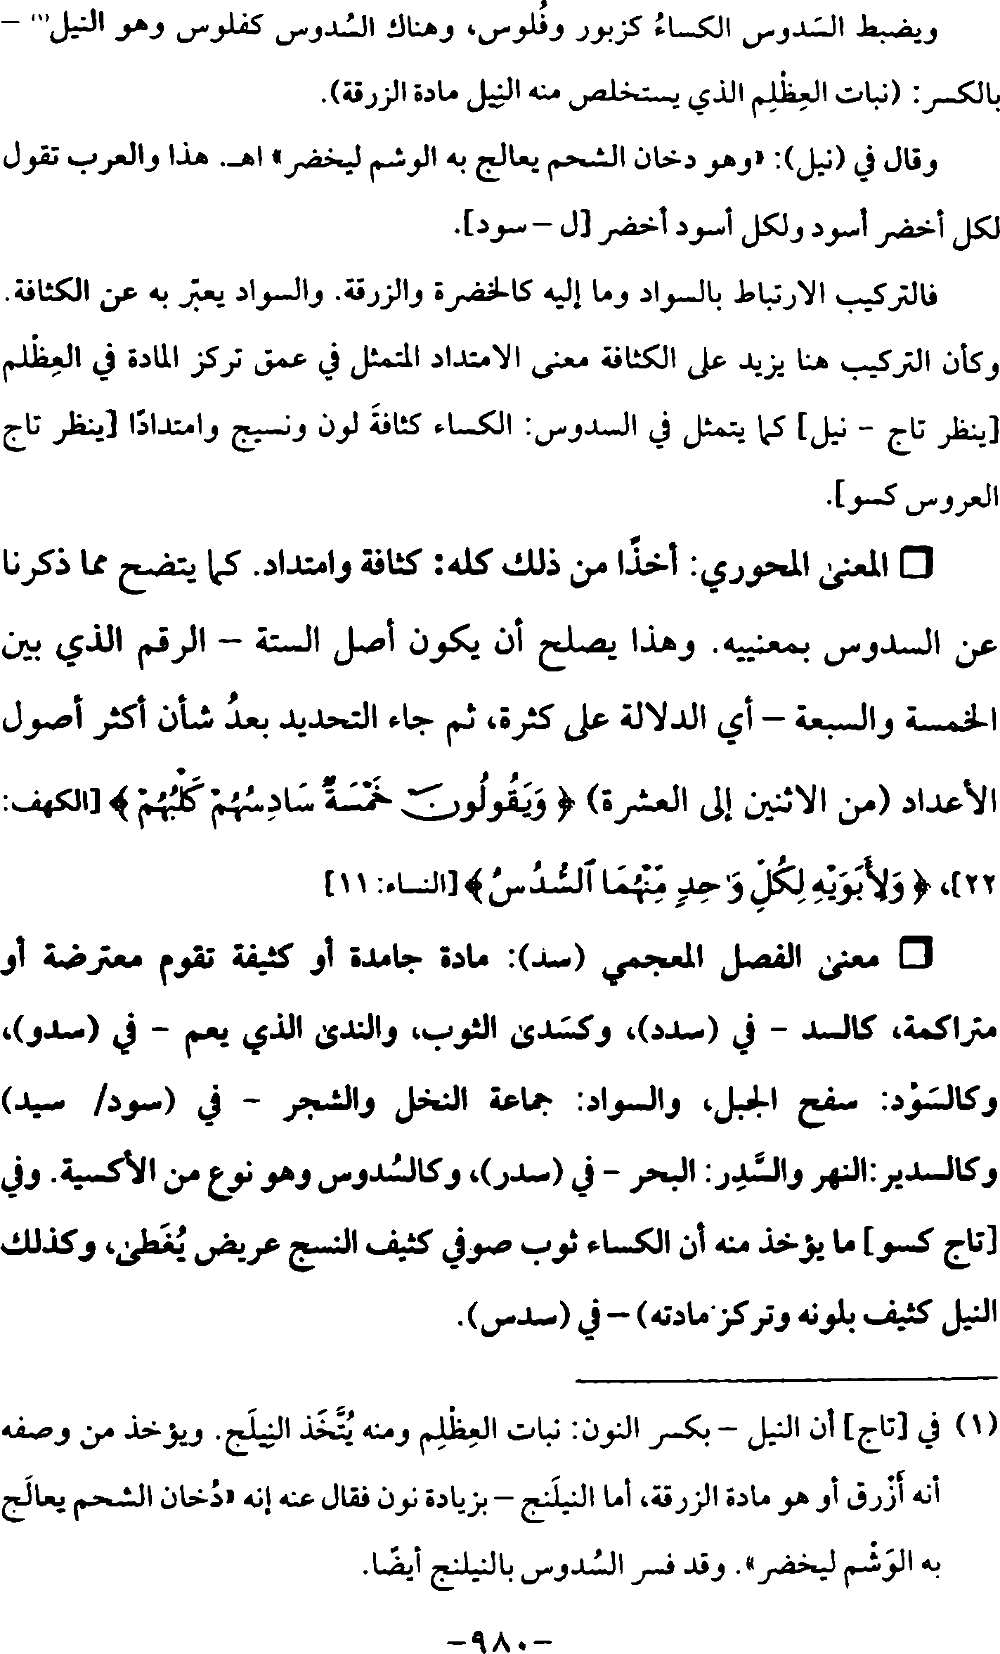 ويضبط السَدوس الكساءُ كزبور وفُلوس، وهناك السُدوس كفلوس وهو النيل(١) –
بالكسر: (نبات العِظْلِم الذي يستخلص منه النِيل مادة الزرقة).
وقال في (نيل): «وهو دخان الشحم يعالج به الوشم ليخضر» اهـ. هذا والعرب تقول
لكل أخضر أسود ولكل أسود أخضر [ل – سود].
فالتركيب الارتباط بالسواد وما إليه كالخضرة والزرقة. والسواد يعبّر به عن الكثافة.
وكأن التركيب هنا يزيد على الكثافة معنى الامتداد المتمثل في عمق تركز المادة في العِظْلم
[ينظر تاج - نيل] كما يتمثل في السدوس: الكساء كثافةَ لون ونسيج وامتدادًا [ينظر تاج
العروس كسو].
❒ المعنى المحوري: أخذًا من ذلك كله: كثافة وامتداد. كما يتضح مما ذكرنا
عن السدوس بمعنييه. وهذا يصلح أن يكون أصل الستة – الرقم الذي بين
الخمسة والسبعة – أي الدلالة على كثرة، ثم جاء التحديد بعدُ شأن أكثر أصول
الأعداد (من الاثنين إلى العشرة) ﴿ وَيَقُولُونَ خَمْسَةٌ سَادِسُهُمْ كَلْبُهُمْ ﴾ [الكهف:
٢٢]، ﴿ وَلِأَبَوَيْهِ لِكُلِّ وَٰحِدٍ مِّنْهُمَا ٱلسُّدُسُ ﴾ [النساء: ١١]
❒ معنى الفصل المعجمي (سد): مادة جامدة أو كثيفة تقوم معترضة أو
متراكمة، كالسد - في (سدد)، وكسَدى الثوب، والندى الذي يعم - في (سدو)،
وكالسَوْد: سفح الجبل، والسواد: جماعة النخل والشجر - في (سود/ سيد)
وكالسدير :النهر والسَّدِر: البحر - في (سدر)، وكالسُدوس وهو نوع من الأكسية. وفي
[تاج كسو] ما يؤخذ منه أن الكساء ثوب صوفي كثيف النسج عريض يُغَطى، وكذلك
النيل كثيف بلونه وتركز مادته) – في (سدس).
(١) في [تاج] أن النيل – بكسر النون: نبات العِظْلِم ومنه يُتَّخَذ النِيلَج. ويؤخذ من وصفه
أنه أَزْرق أو هو مادة الزرقة، أما النيلَنج – بزيادة نون فقال عنه إنه «دُخان الشحم يعالَج
به الوَشْم ليخضر». وقد فسر السُدوس بالنيلنج أيضًا.
-٩٨٠-